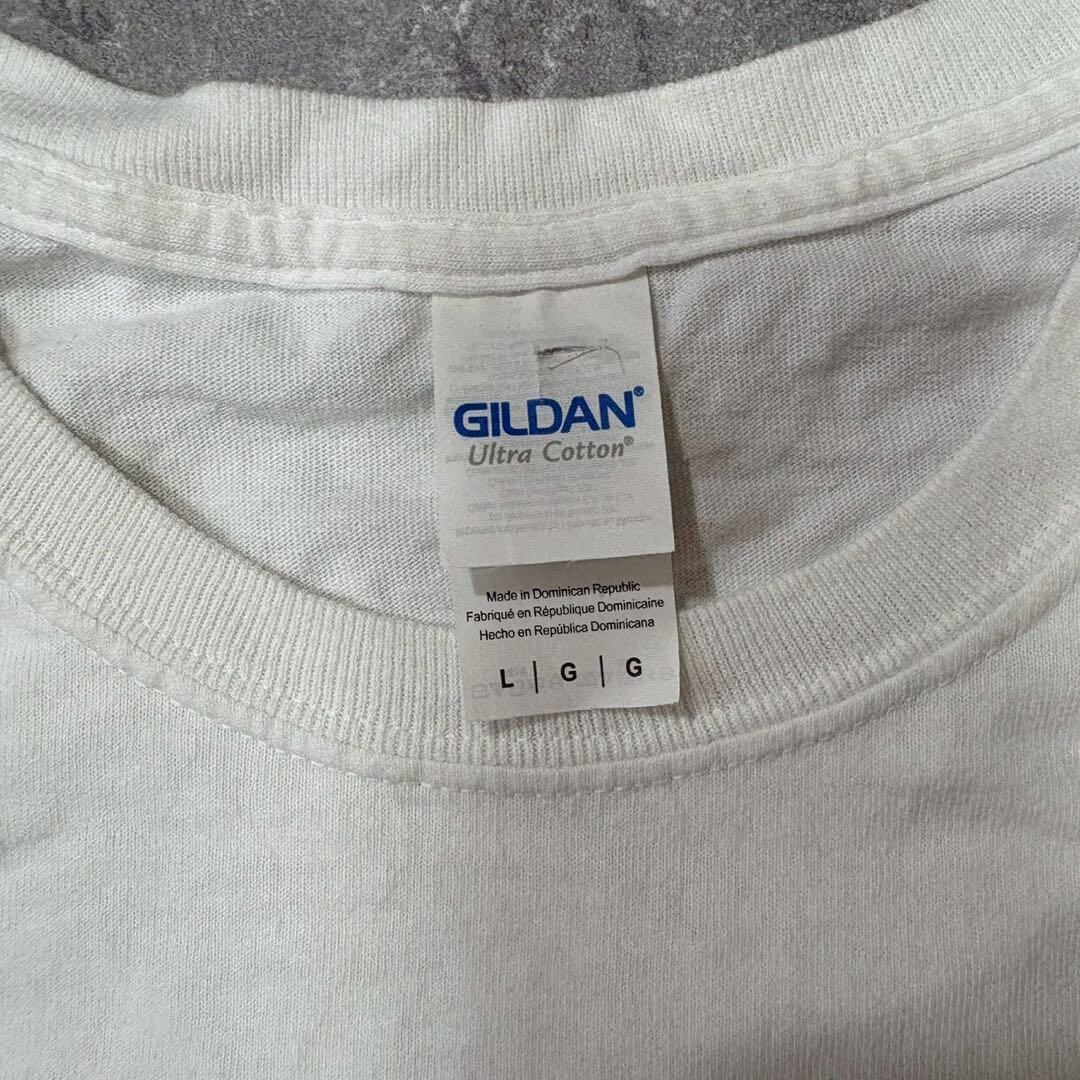 GILDAN®
Ultra Cotton®
Made in Dominican Republic
Fabriqué en République Dominicaine
Hecho en República Dominicana
L | G | G